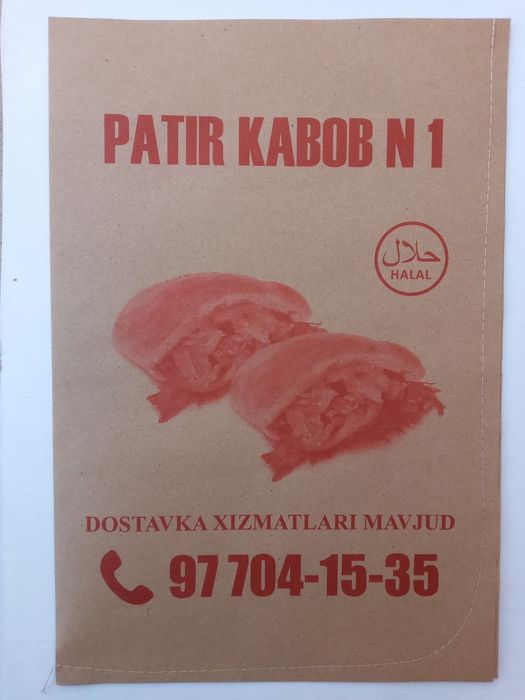 PATIR KABOB N 1
حلال
HALAL
DOSTAVKA XIZMATLARI MAVJUD
97 704-15-35